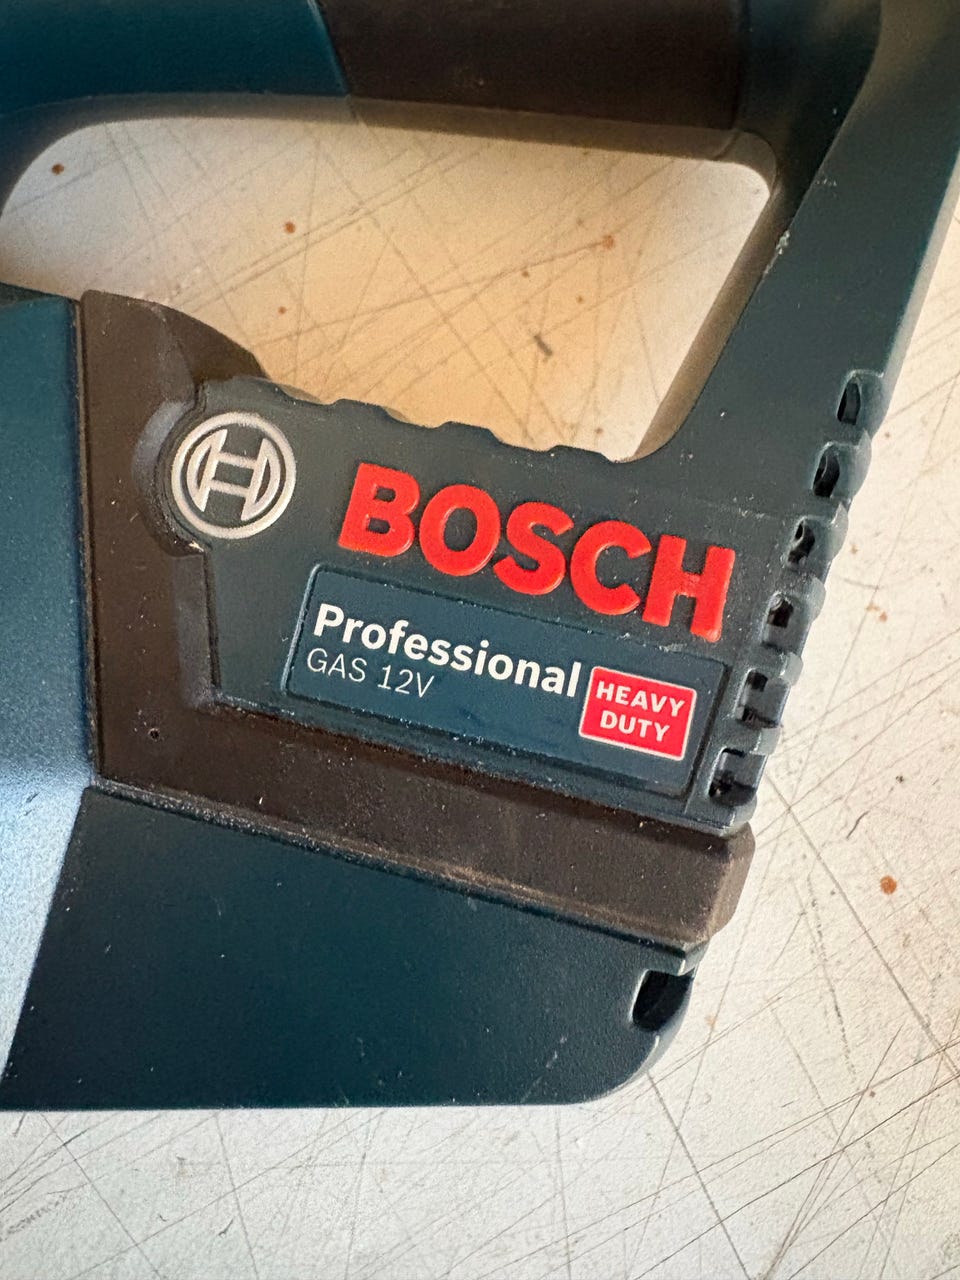 BOSCH
Professional
GAS 12V
HEAVY
DUTY